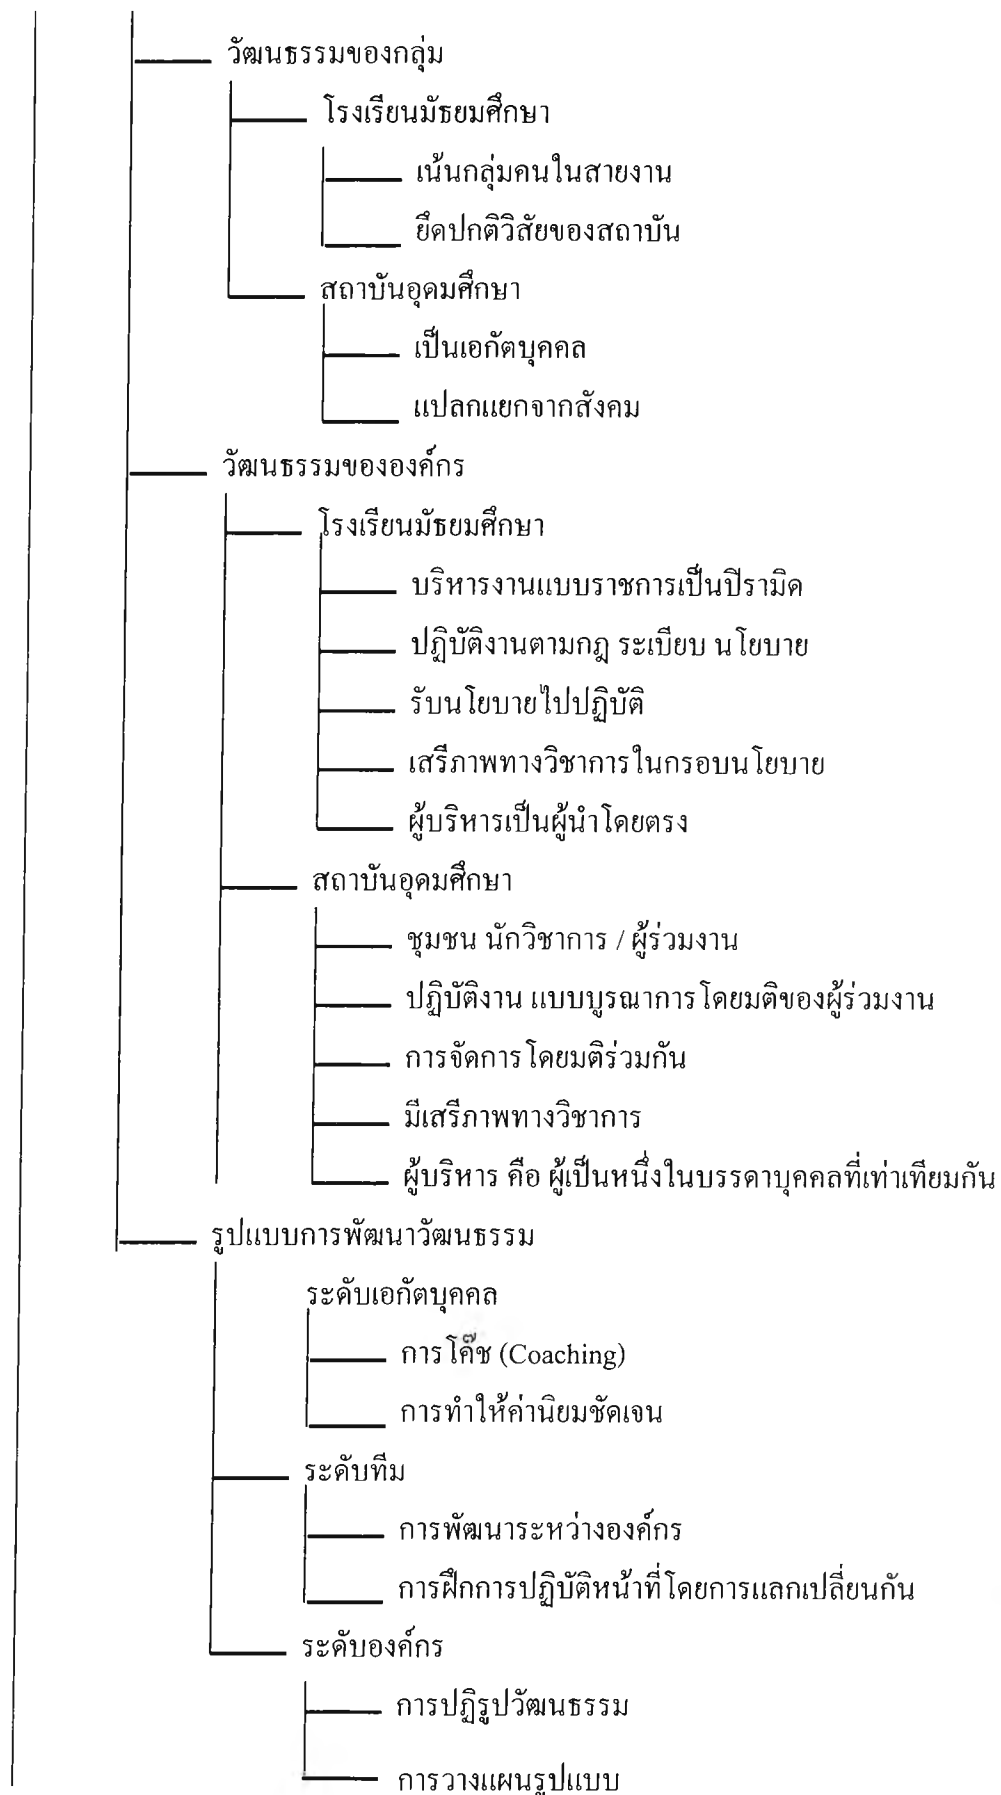 วัฒนธรรมของกลุ่ม
โรงเรียนมัธยมศึกษา
เน้นกลุ่มคนในสายงาน
ยึดปกติวิสัยของสถาบัน
สถาบันอุดมศึกษา
เป็นเอกัตบุคคล
แปลกแยกจากสังคม
วัฒนธรรมขององค์กร
โรงเรียนมัธยมศึกษา
บริหารงานแบบราชการเป็นปิรามิด
ปฏิบัติงานตามกฎ ระเบียบ นโยบาย
รับนโยบายไปปฏิบัติ
เสรีภาพทางวิชาการในกรอบนโยบาย
ผู้บริหารเป็นผู้นำโดยตรง
สถาบันอุดมศึกษา
ชุมชน นักวิชาการ / ผู้ร่วมงาน
ปฏิบัติงาน แบบบูรณาการโดยมติของผู้ร่วมงาน
การจัดการโดยมติร่วมกัน
มีเสรีภาพทางวิชาการ
ผู้บริหาร คือ ผู้เป็นหนึ่งในบรรดาบุคคลที่เท่าเทียมกัน
รูปแบบการพัฒนาวัฒนธรรม
ระดับเอกัตบุคคล
การโค๊ช (Coaching)
การทำให้ค่านิยมชัดเจน
ระดับทีม
การพัฒนาระหว่างองค์กร
การฝึกการปฏิบัติหน้าที่โดยการแลกเปลี่ยนกัน
ระดับองค์กร
การปฏิรูปวัฒนธรรม
การวางแผนรูปแบบ